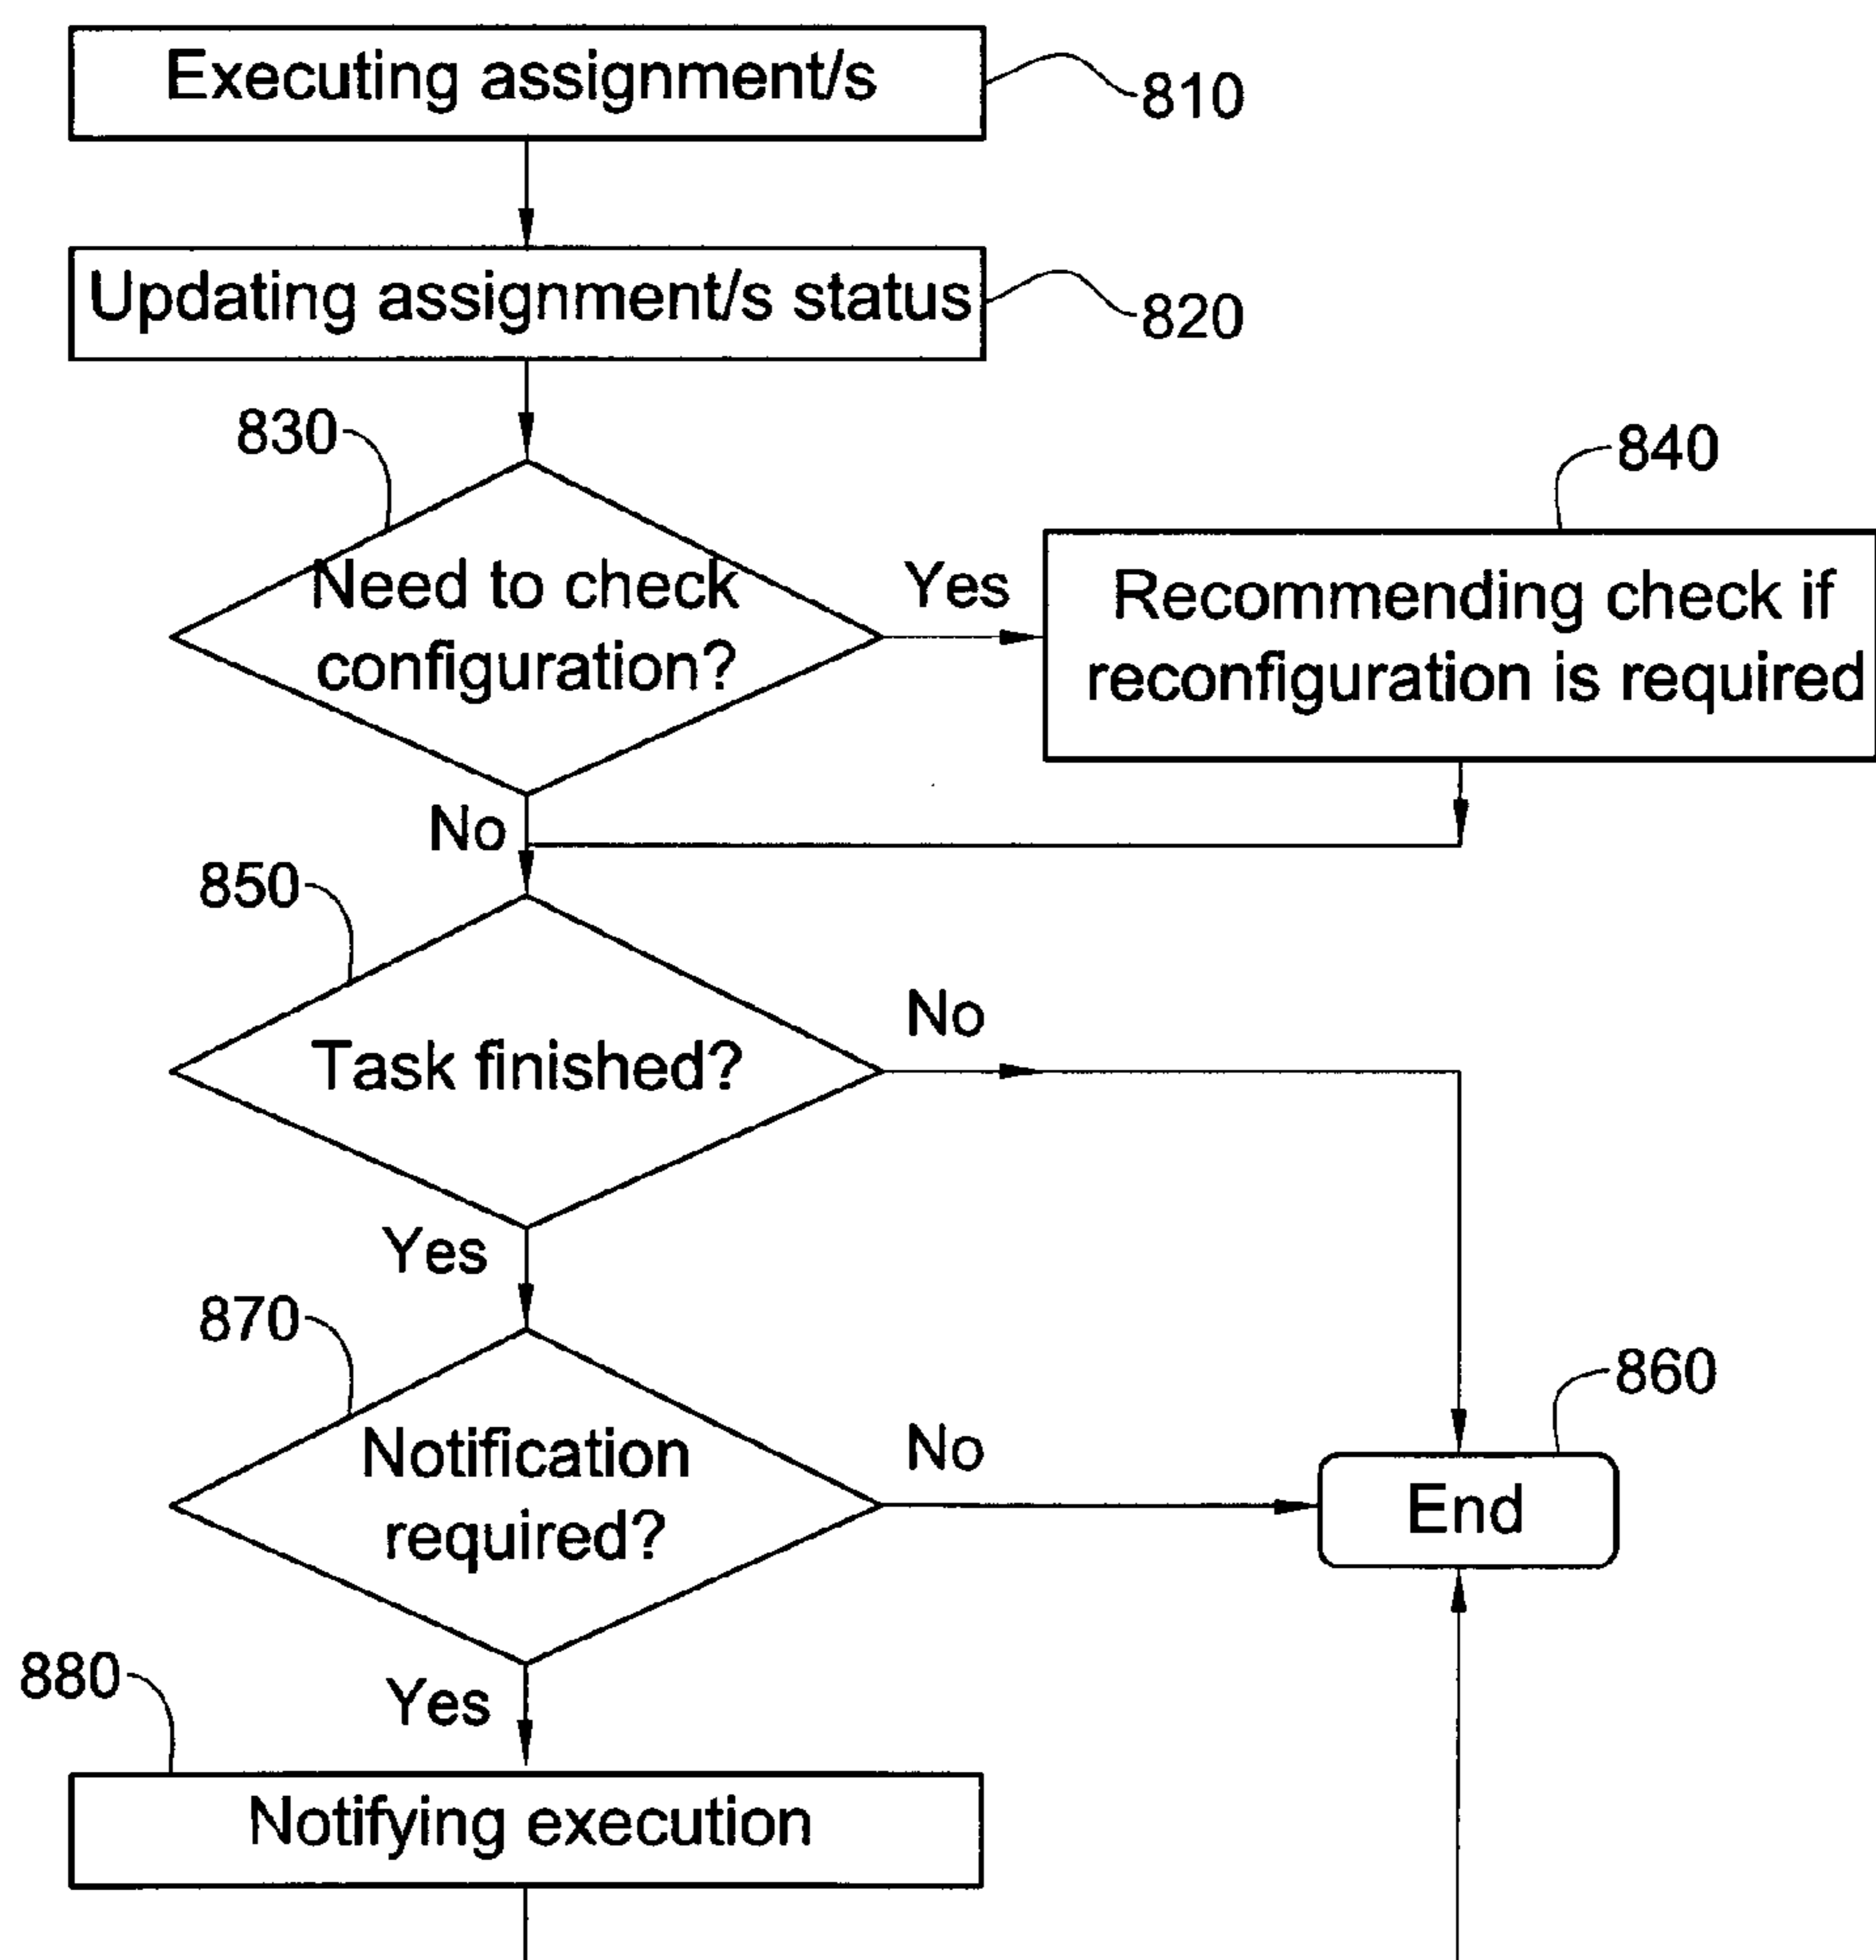 Executing assignment/s
810
Updating assignment/s status
820
830
840
Need to check
configuration?
Yes
Recommending check if
reconfiguration is required
No
850
Task finished?
No
Yes
870
860
Notification
required?
No
End
880
Yes
Notifying execution